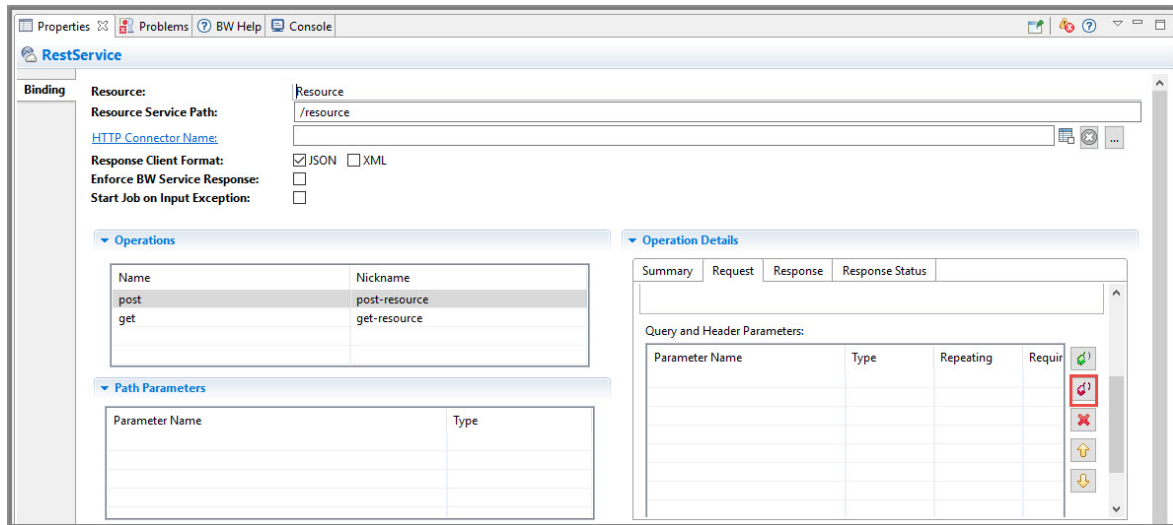 Properties Problems BW Help Console
RestService
Binding
Resource: Resource
Resource Service Path: /resource
HTTP Connector Name: ...
Response Client Format: JSON XML
Enforce BW Service Response:
Start Job on Input Exception:
Operations
Name Nickname
post post-resource
get get-resource
Path Parameters
Parameter Name Type
Operation Details
Summary Request Response Response Status
Query and Header Parameters:
Parameter Name Type Repeating Requir